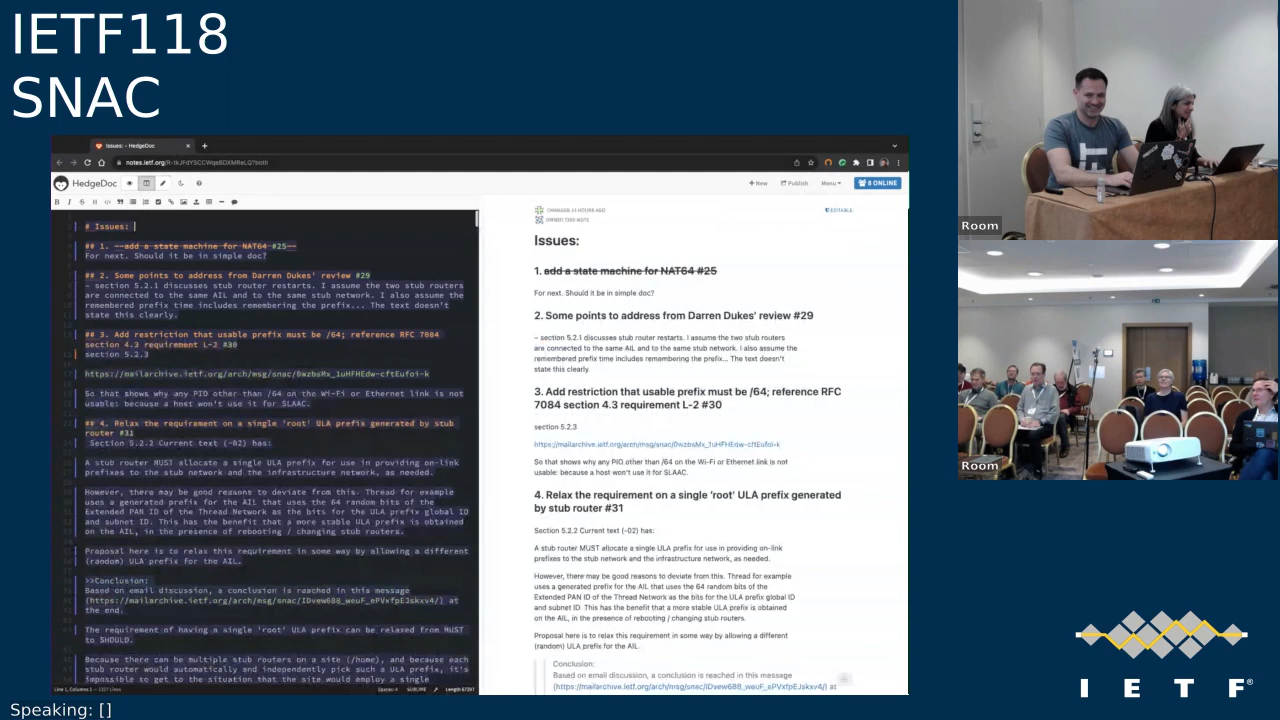 IETF118
SNAC
Issues: - HedgeDoc
HedgeDoc
+ New
Publish
Menu
8 ONLINE
# Issues:
## 1. ~~add a state machine for NAT64 #25~~
For next. Should it be in simple doc?
## 2. Some points to address from Darren Dukes' review #29
- section 5.2.1 discusses stub router restarts. I assume the two stub routers
are connected to the same AIL and to the same stub network. I also assume the
remembered prefix time includes remembering the prefix... The text doesn't
state this clearly.
## 3. Add restriction that usable prefix must be /64; reference RFC 7084
section 4.3 requirement L-2 #30
section 5.2.3
So that shows why any PIO other than /64 on the Wi-Fi or Ethernet link is not
usable: because a host won't use it for SLAAC.
## 4. Relax the requirement on a single 'root' ULA prefix generated by stub
router #31
Section 5.2.2 Current text (-02) has:
A stub router MUST allocate a single ULA prefix for use in providing on-link
prefixes to the stub network and the infrastructure network, as needed.
However, there may be good reasons to deviate from this. Thread for example
uses a generated prefix for the AIL that uses the 64 random bits of the
Extended PAN ID of the Thread Network as the bits for the ULA prefix global ID
and subnet ID. This has the benefit that a more stable ULA prefix is obtained
on the AIL, in the presence of rebooting / changing stub routers.
Proposal here is to relax this requirement in some way by allowing a different
(random) ULA prefix for the AIL.
>>Conclusion:
Based on email discussion, a conclusion is reached in this message
the end.
The requirement of having a single 'root' ULA prefix can be relaxed from MUST
to SHOULD.
Because there can be multiple stub routers on a site (/home), and because each
stub router would automatically and independently pick such a ULA prefix, it's
impossible to get to the situation that the site would use a single
Spaces: 4
SUBLIME
EDITABLE
Issues:
1. add a state machine for NAT64 #25
For next. Should it be in simple doc?
2. Some points to address from Darren Dukes' review #29
- section 5.2.1 discusses stub router restarts. I assume the two stub routers
are connected to the same AIL and to the same stub network. I also assume the
remembered prefix time includes remembering the prefix... The text doesn't
state this clearly.
3. Add restriction that usable prefix must be /64; reference RFC
7084 section 4.3 requirement L-2 #30
section 5.2.3
So that shows why any PIO other than /64 on the Wi-Fi or Ethernet link is not
usable: because a host won't use it for SLAAC.
4. Relax the requirement on a single 'root' ULA prefix generated
by stub router #31
Section 5.2.2 Current text (-02) has:
A stub router MUST allocate a single ULA prefix for use in providing on-link
prefixes to the stub network and the infrastructure network, as needed.
However, there may be good reasons to deviate from this. Thread for example
uses a generated prefix for the AIL that uses the 64 random bits of the
Extended PAN ID of the Thread Network as the bits for the ULA prefix global ID
and subnet ID. This has the benefit that a more stable ULA prefix is obtained
on the AIL, in the presence of rebooting / changing stub routers.
Proposal here is to relax this requirement in some way by allowing a different
(random) ULA prefix for the AIL.
Conclusion:
Based on email discussion, a conclusion is reached in this message
at
Room
Room
IETF®
Speaking: []